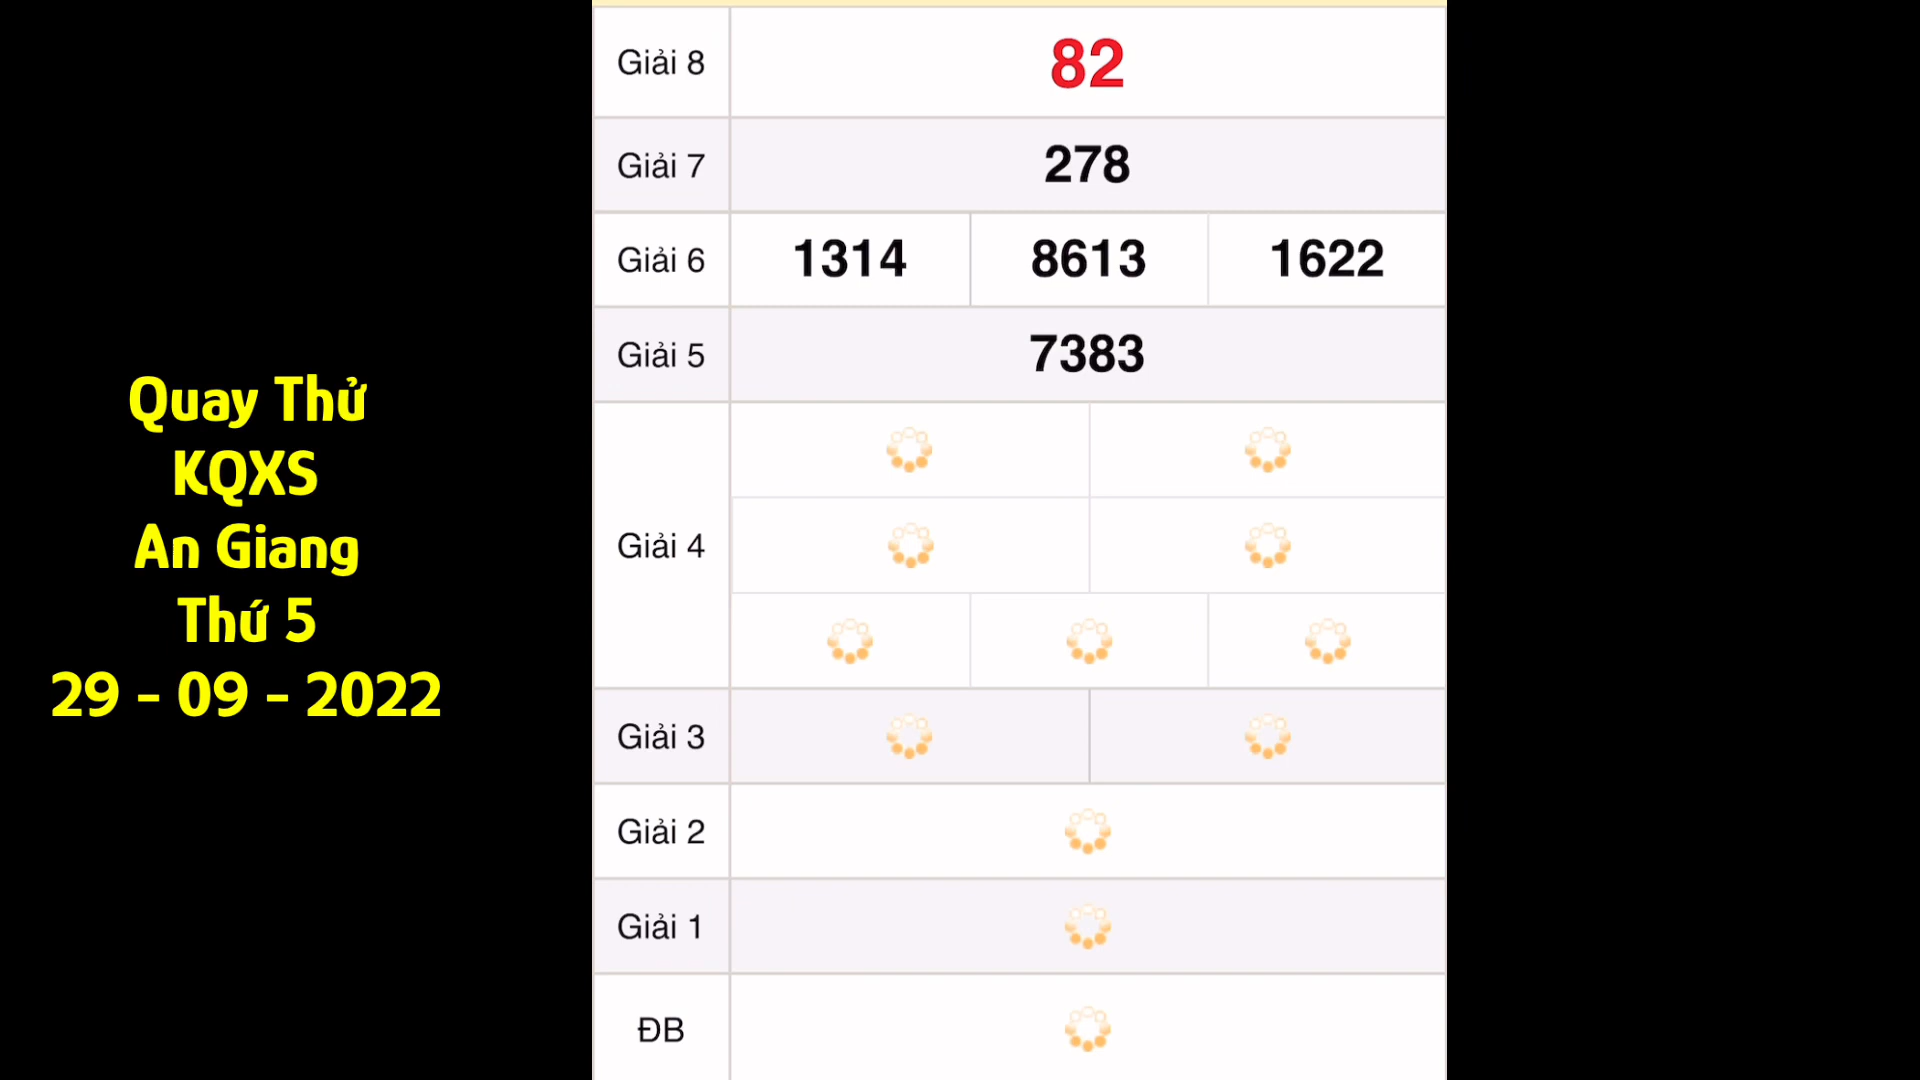 Quay Thử
KQXS
An Giang
Thứ 5
29 - 09 - 2022
Giải 8 82
Giải 7 278
Giải 6 1314 8613 1622
Giải 5 7383
Giải 4
Giải 3
Giải 2
Giải 1
ĐB